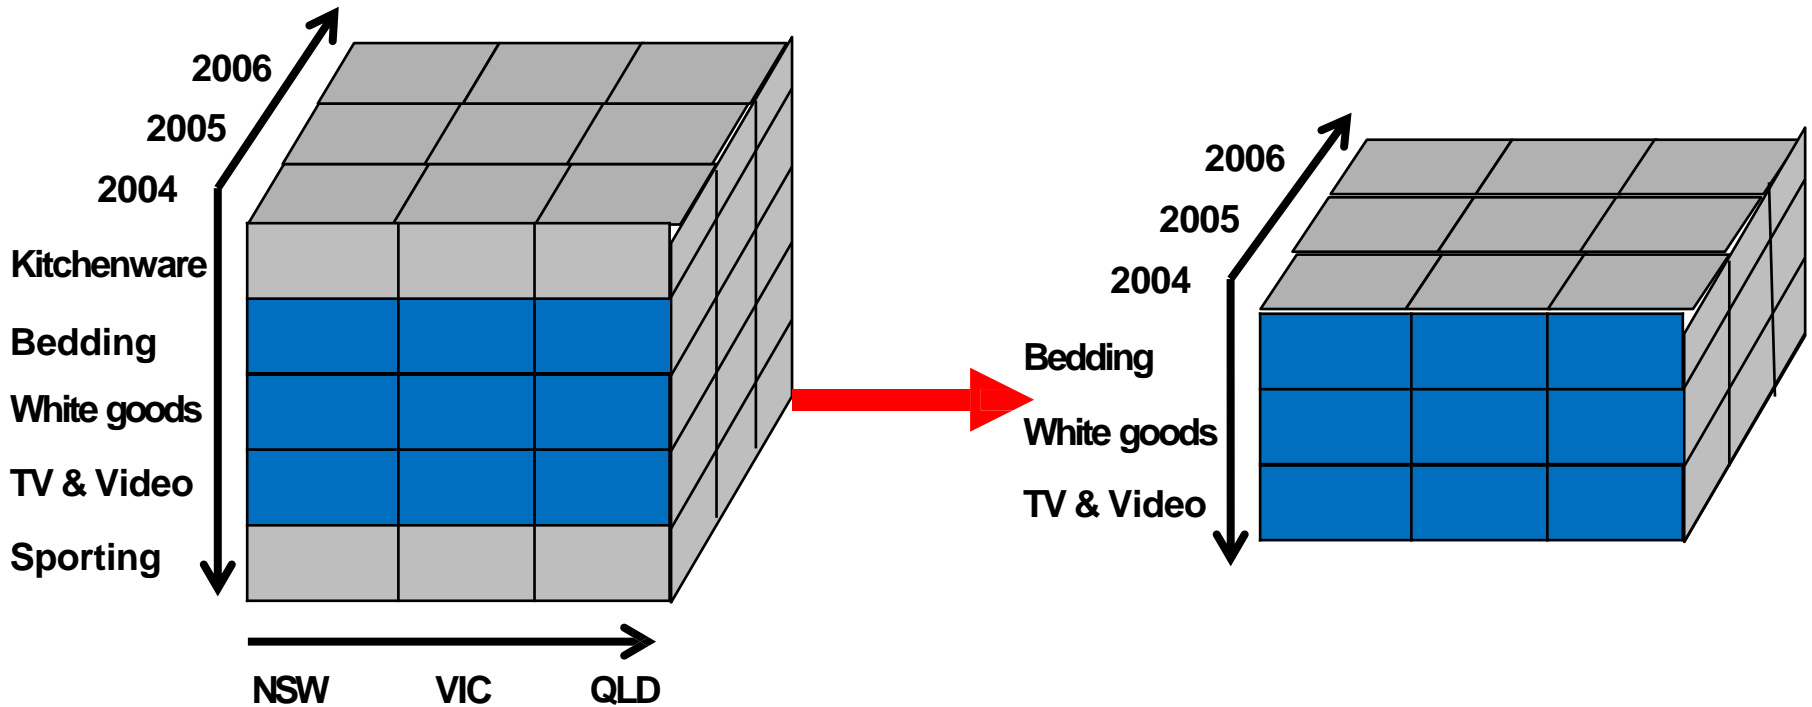 2006
2005
2004
Kitchenware
Bedding
White goods
TV & Video
Sporting
NSW VIC QLD
2006
2005
2004
Bedding
White goods
TV & Video